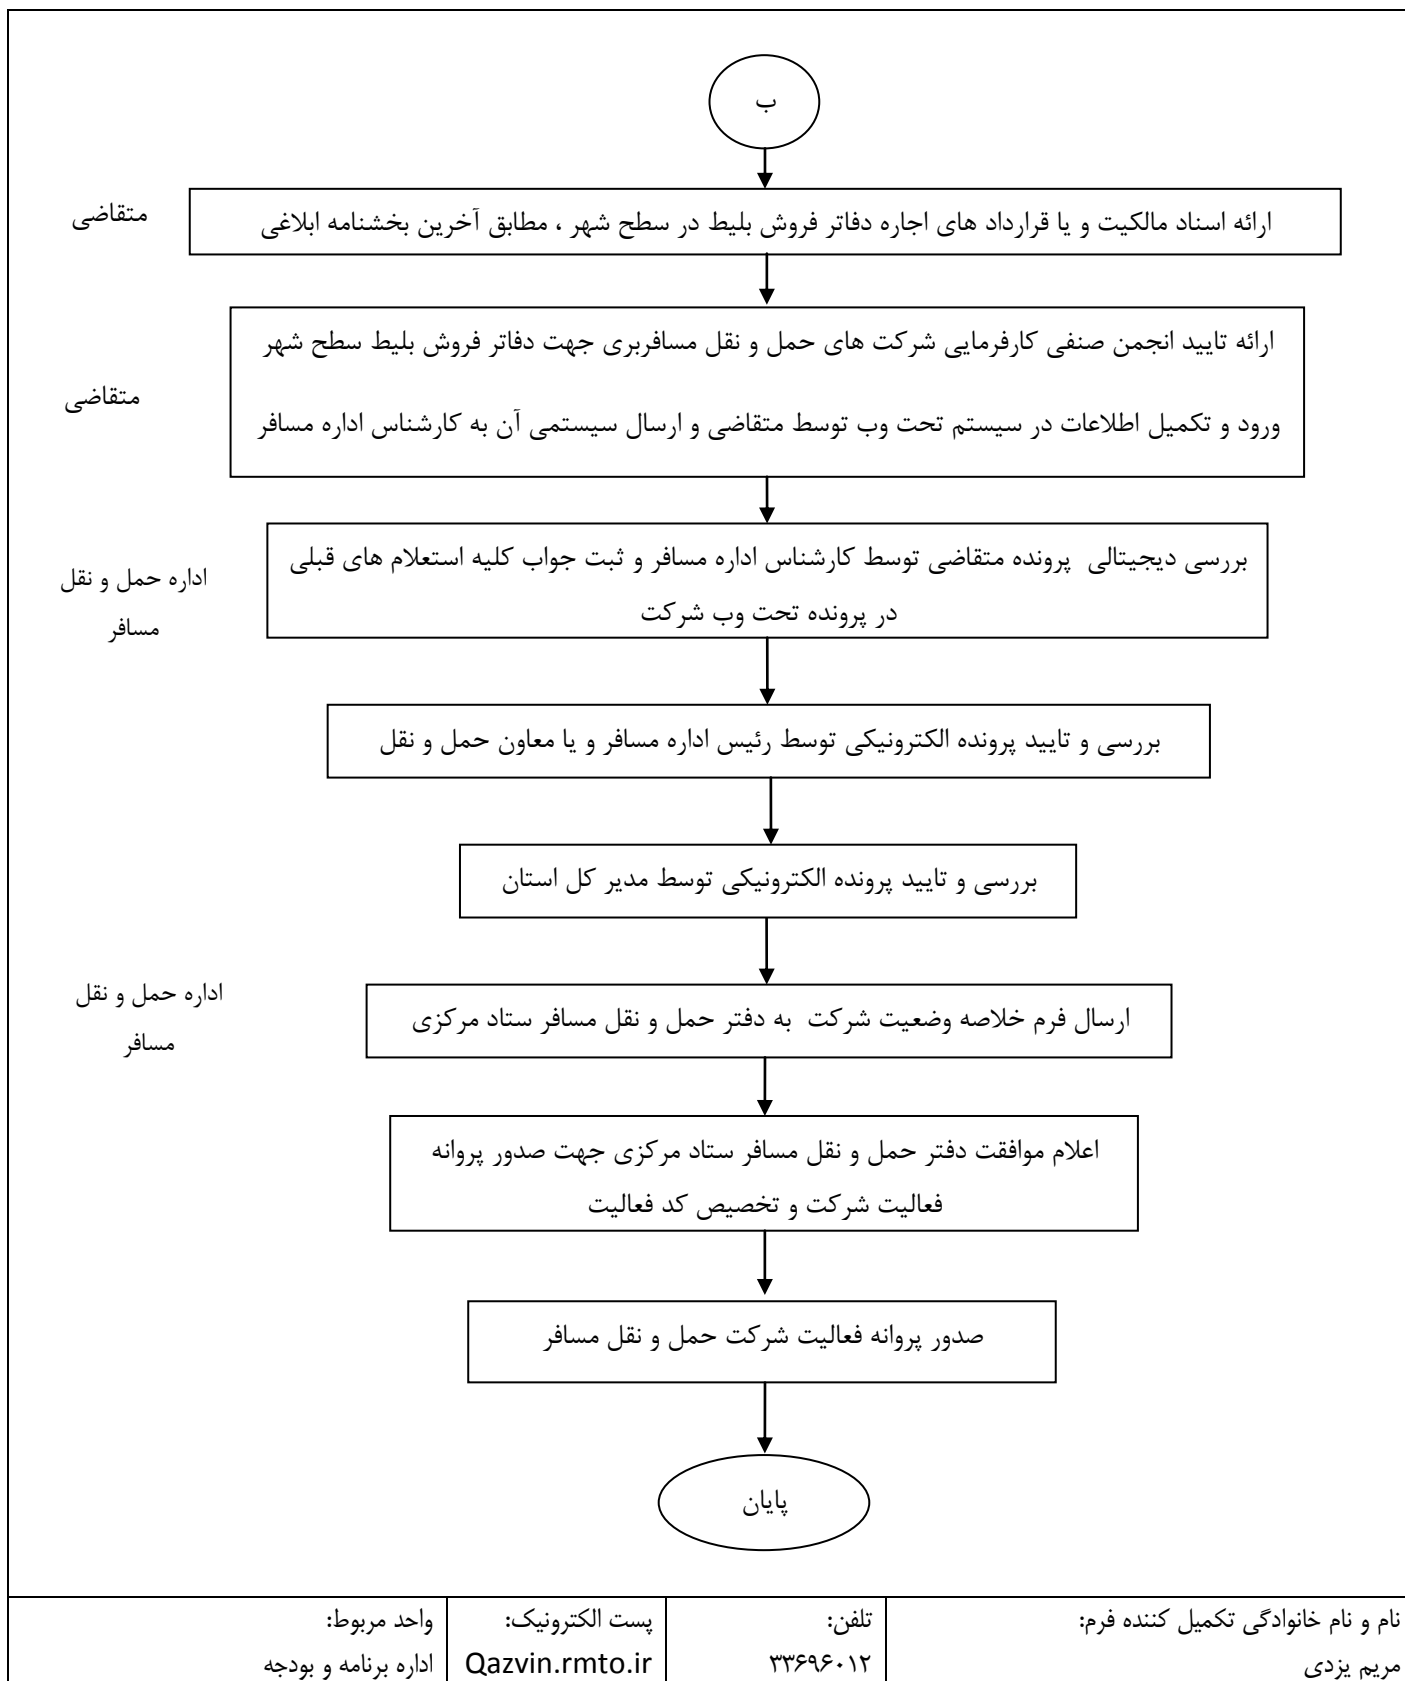 ب
متقاضی
ارائه اسناد مالکیت و یا قرارداد های اجاره دفاتر فروش بلیط در سطح شهر ، مطابق آخرین بخشنامه ابلاغی
متقاضی
ارائه تایید انجمن صنفی کارفرمایی شرکت های حمل و نقل مسافربری جهت دفاتر فروش بلیط سطح شهر
ورود و تکمیل اطلاعات در سیستم تحت وب توسط متقاضی و ارسال سیستمی آن به کارشناس اداره مسافر
اداره حمل و نقل
مسافر
بررسی دیجیتالی پرونده متقاضی توسط کارشناس اداره مسافر و ثبت جواب کلیه استعلام های قبلی
در پرونده تحت وب شرکت
بررسی و تایید پرونده الکترونیکی توسط رئیس اداره مسافر و یا معاون حمل و نقل
بررسی و تایید پرونده الکترونیکی توسط مدیر کل استان
اداره حمل و نقل
مسافر
ارسال فرم خلاصه وضعیت شرکت به دفتر حمل و نقل مسافر ستاد مرکزی
اعلام موافقت دفتر حمل و نقل مسافر ستاد مرکزی جهت صدور پروانه
فعالیت شرکت و تخصیص کد فعالیت
صدور پروانه فعالیت شرکت حمل و نقل مسافر
پایان
نام و نام خانوادگی تکمیل کننده فرم:
مریم یزدی
تلفن:
۳۳۶۹۶۰۱۲
پست الکترونیک:
Qazvin.rmto.ir
واحد مربوط:
اداره برنامه و بودجه